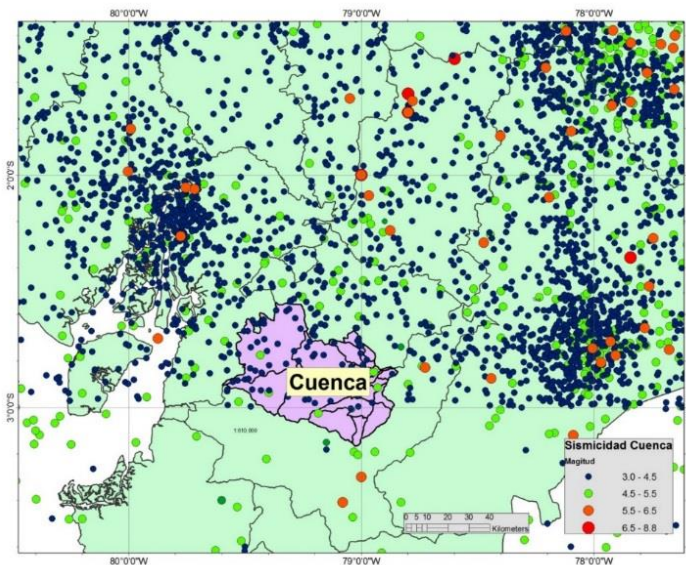 80°0'0"W 79°0'0"W 78°0'0"W
2°0'S
2°0'S
Cuenca
3°0'S
3°0'S
Sismicidad Cuenca
Magitud
3.0 - 4.5
4.5 - 5.5
5.5 - 6.5
6.5 - 8.8
0 5 10 20 30 40
Kilometers
80°0'0"W 79°0'0"W 78°0'0"W